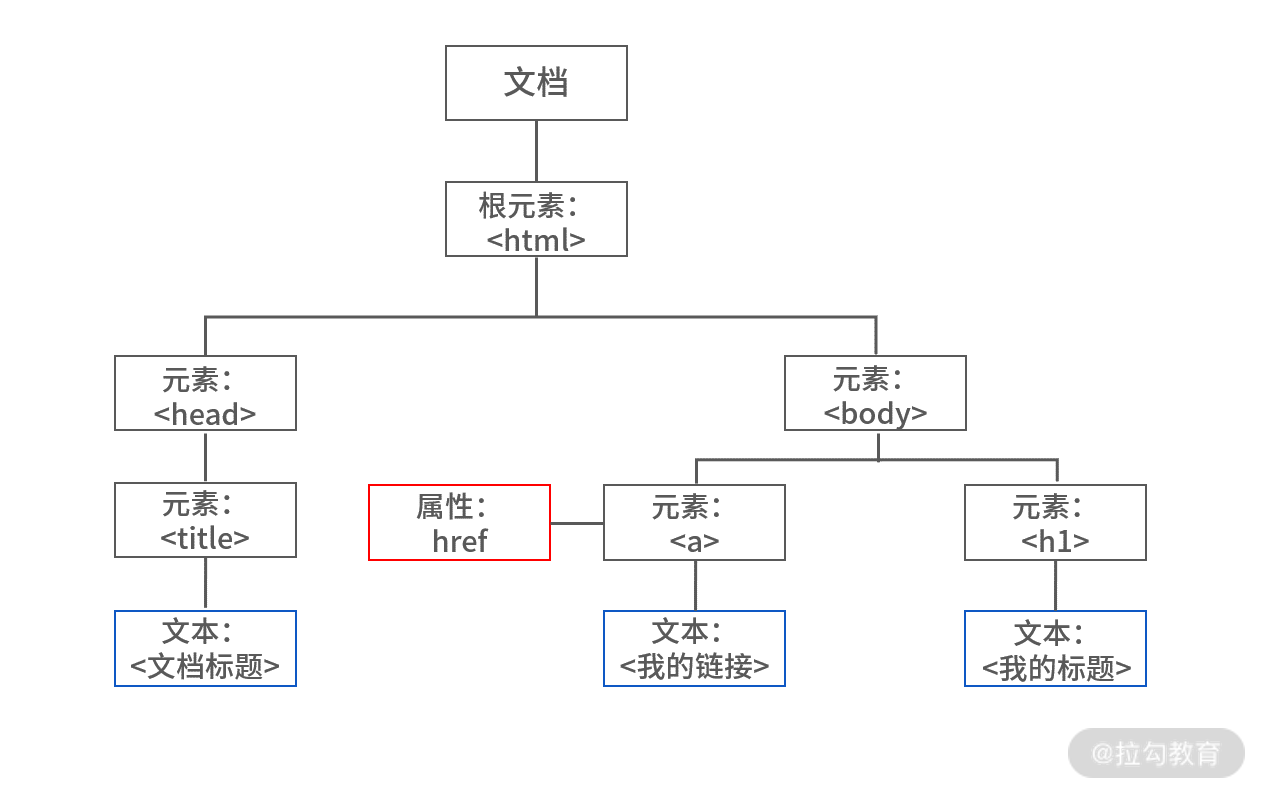 文档
根元素：
<html>
元素：
<head>
元素：
<body>
元素：
<title>
属性：
href
元素：
<a>
元素：
<h1>
文本：
<文档标题>
文本：
<我的链接>
文本：
<我的标题>
@拉勾教育